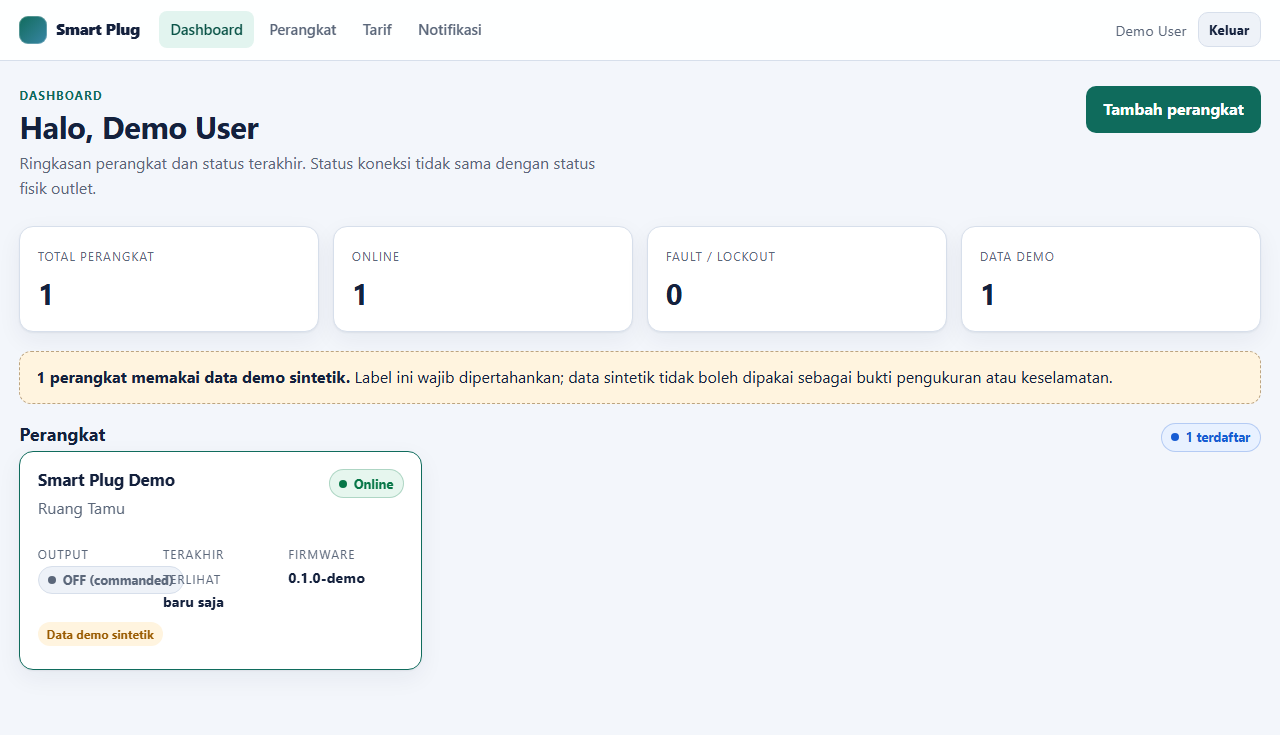 Smart Plug
Dashboard
Perangkat
Tarif
Notifikasi
Demo User
Keluar
DASHBOARD
Halo, Demo User
Ringkasan perangkat dan status terakhir. Status koneksi tidak sama dengan status
fisik outlet.
Tambah perangkat
TOTAL PERANGKAT
1
ONLINE
1
FAULT / LOCKOUT
0
DATA DEMO
1
1 perangkat memakai data demo sintetik. Label ini wajib dipertahankan; data sintetik tidak boleh dipakai sebagai bukti pengukuran atau keselamatan.
Perangkat
1 terdaftar
Smart Plug Demo
Online
Ruang Tamu
OUTPUT
OFF (commanded)
TERAKHIR
TERLIHAT
baru saja
FIRMWARE
0.1.0-demo
Data demo sintetik